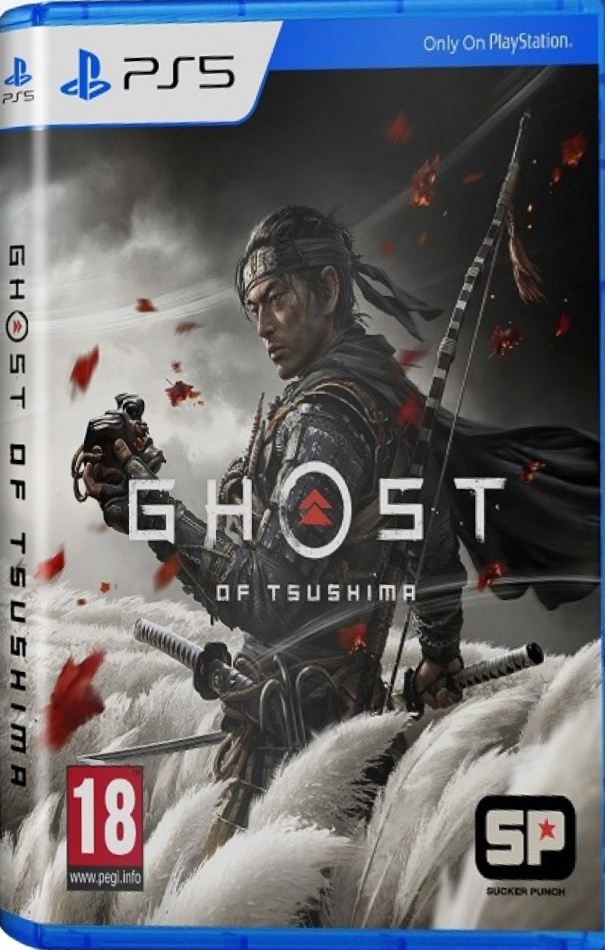 PS5
PS5
Only On PlayStation.
GHOST OF TSUSHIMA
GHOST
OF TSUSHIMA
18
www.pegi.info
SP
SUCKER PUNCH